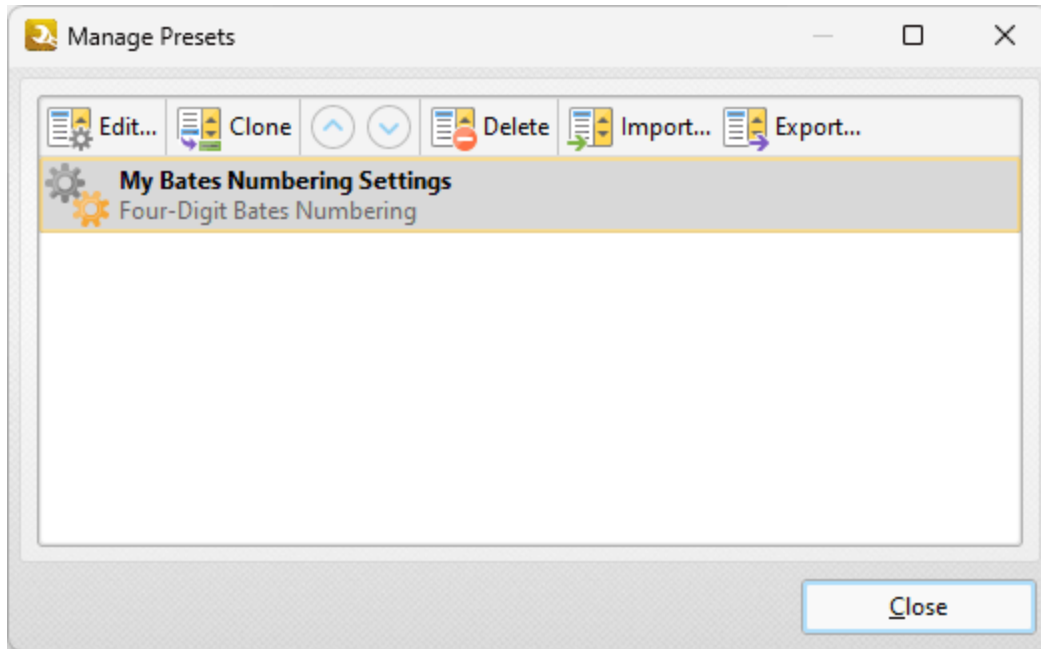 Manage Presets
Edit... Clone Delete Import... Export...
My Bates Numbering Settings
Four-Digit Bates Numbering
Close